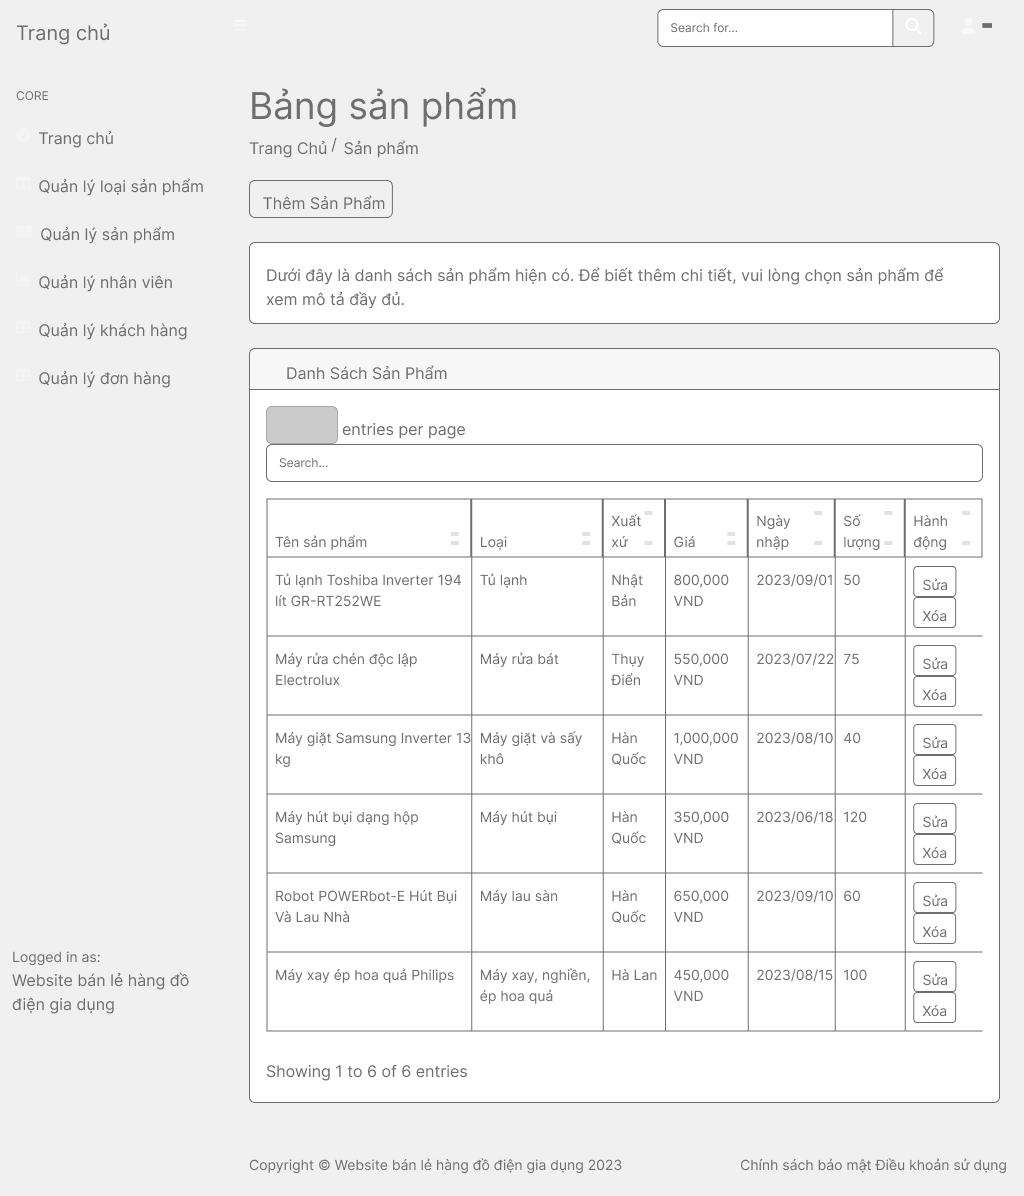 Trang chủ
Search for...
CORE
Trang chủ
Quản lý loại sản phẩm
Quản lý sản phẩm
Quản lý nhân viên
Quản lý khách hàng
Quản lý đơn hàng
Logged in as:
Website bán lẻ hàng đồ
điện gia dụng
Bảng sản phẩm
Trang Chủ / Sản phẩm
Thêm Sản Phẩm
Dưới đây là danh sách sản phẩm hiện có. Để biết thêm chi tiết, vui lòng chọn sản phẩm để
xem mô tả đầy đủ.
Danh Sách Sản Phẩm
entries per page
Search...
Tên sản phẩm
Loại
Xuất
xứ
Giá
Ngày
nhập
Số
lượng
Hành
động
Tủ lạnh Toshiba Inverter 194
lít GR-RT252WE
Tủ lạnh
Nhật
Bản
800,000
VND
2023/09/01
50
Sửa
Xóa
Máy rửa chén độc lập
Electrolux
Máy rửa bát
Thụy
Điển
550,000
VND
2023/07/22
75
Sửa
Xóa
Máy giặt Samsung Inverter 13
kg
Máy giặt và sấy
khô
Hàn
Quốc
1,000,000
VND
2023/08/10
40
Sửa
Xóa
Máy hút bụi dạng hộp
Samsung
Máy hút bụi
Hàn
Quốc
350,000
VND
2023/06/18
120
Sửa
Xóa
Robot POWERbot-E Hút Bụi
Và Lau Nhà
Máy lau sàn
Hàn
Quốc
650,000
VND
2023/09/10
60
Sửa
Xóa
Máy xay ép hoa quả Philips
Máy xay, nghiền,
ép hoa quả
Hà Lan
450,000
VND
2023/08/15
100
Sửa
Xóa
Showing 1 to 6 of 6 entries
Copyright © Website bán lẻ hàng đồ điện gia dụng 2023
Chính sách bảo mật Điều khoản sử dụng